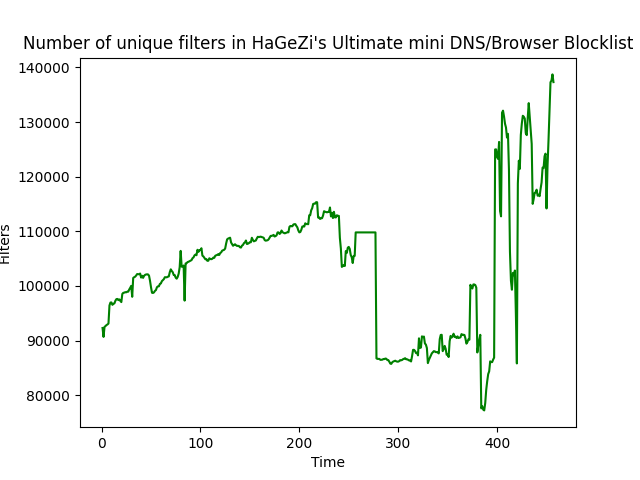 Number of unique filters in HaGeZi's Ultimate mini DNS/Browser Blocklist
140000
130000
120000
110000
100000
90000
80000
Filters
0 100 200 300 400
Time